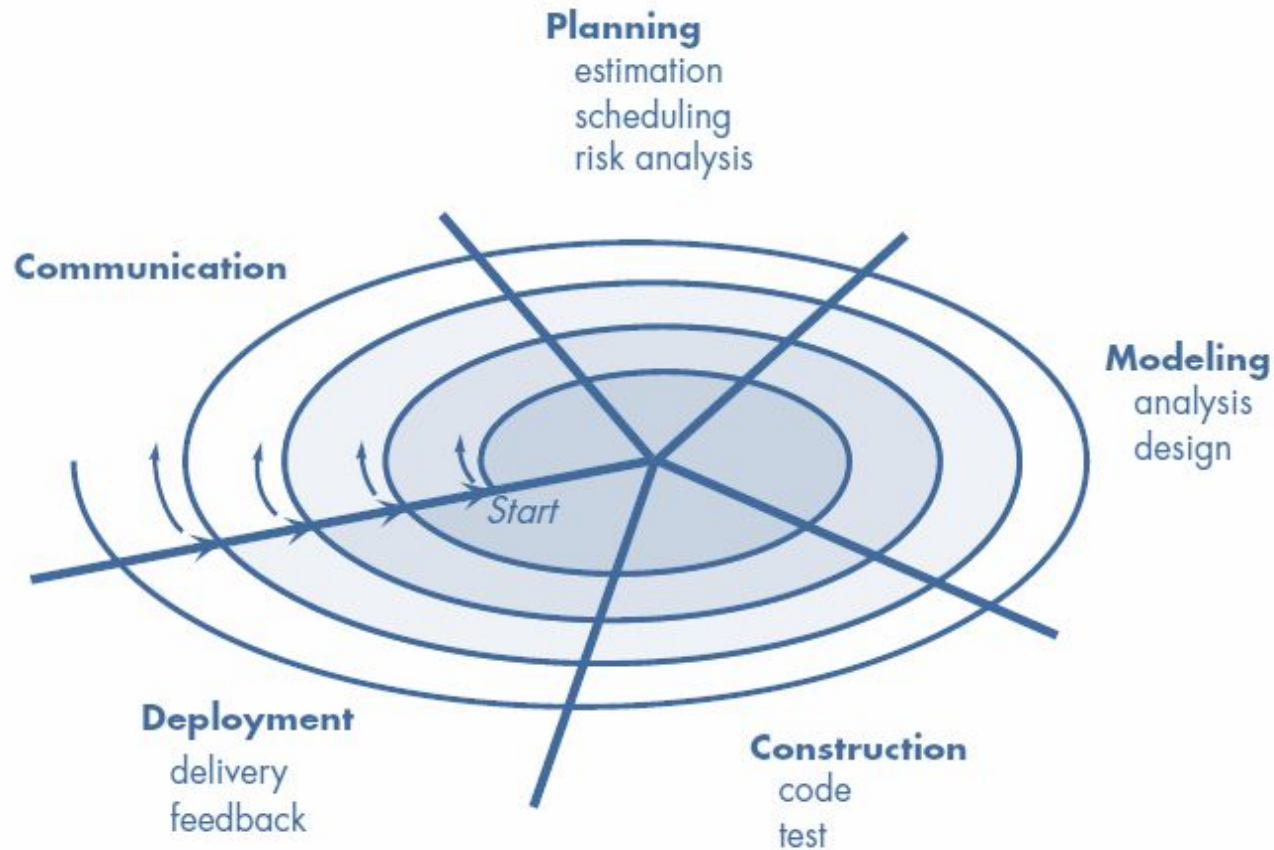 Planning
estimation
scheduling
risk analysis
Communication
Modeling
analysis
design
Start
Deployment
delivery
feedback
Construction
code
test